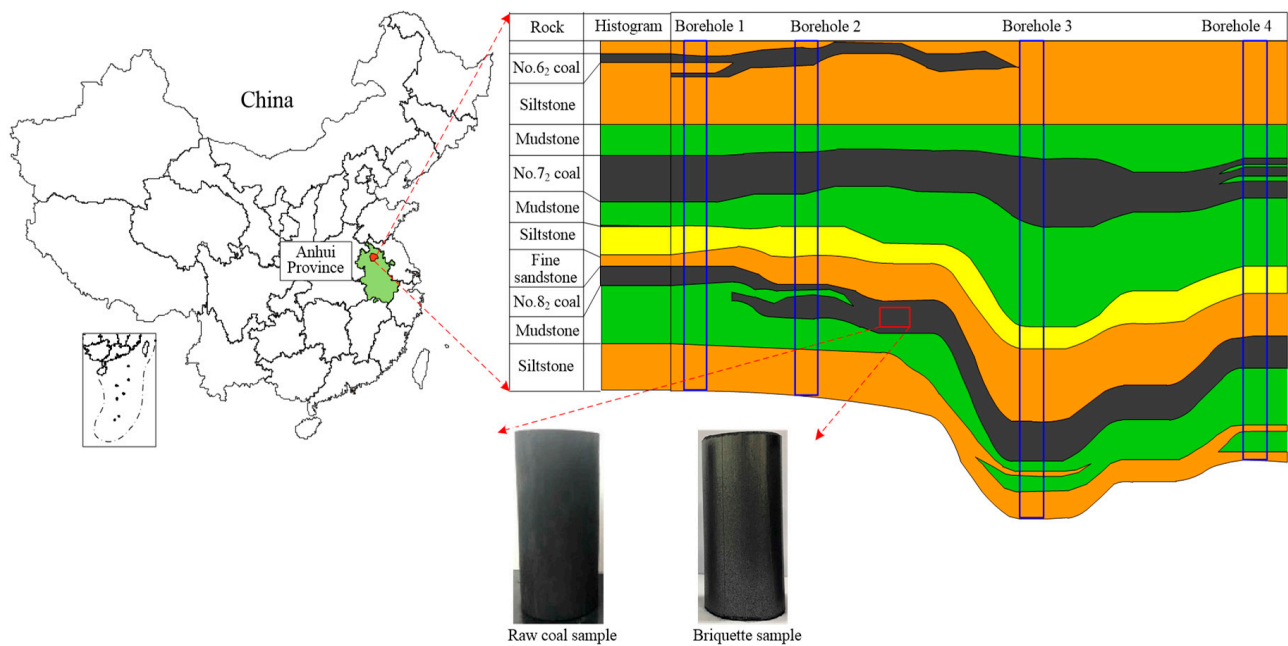 Rock Histogram Borehole 1 Borehole 2 Borehole 3 Borehole 4
No.6₂ coal
Siltstone
Mudstone
No.7₂ coal
Mudstone
Siltstone
Fine
sandstone
No.8₂ coal
Mudstone
Siltstone
China
Anhui
Province
Raw coal sample
Briquette sample